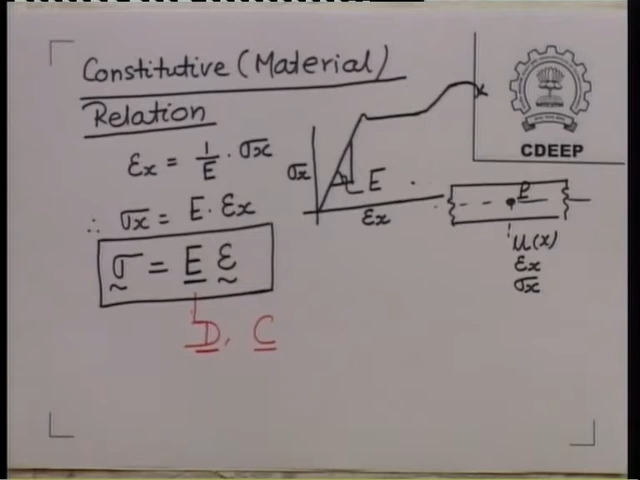 Constitutive (Material)
Relation
εx = 1/E · σx
∴ σx = E · εx
σ = E ε
D, C
σx
E
εx
CDEEP
P
u(x)
εx
σx